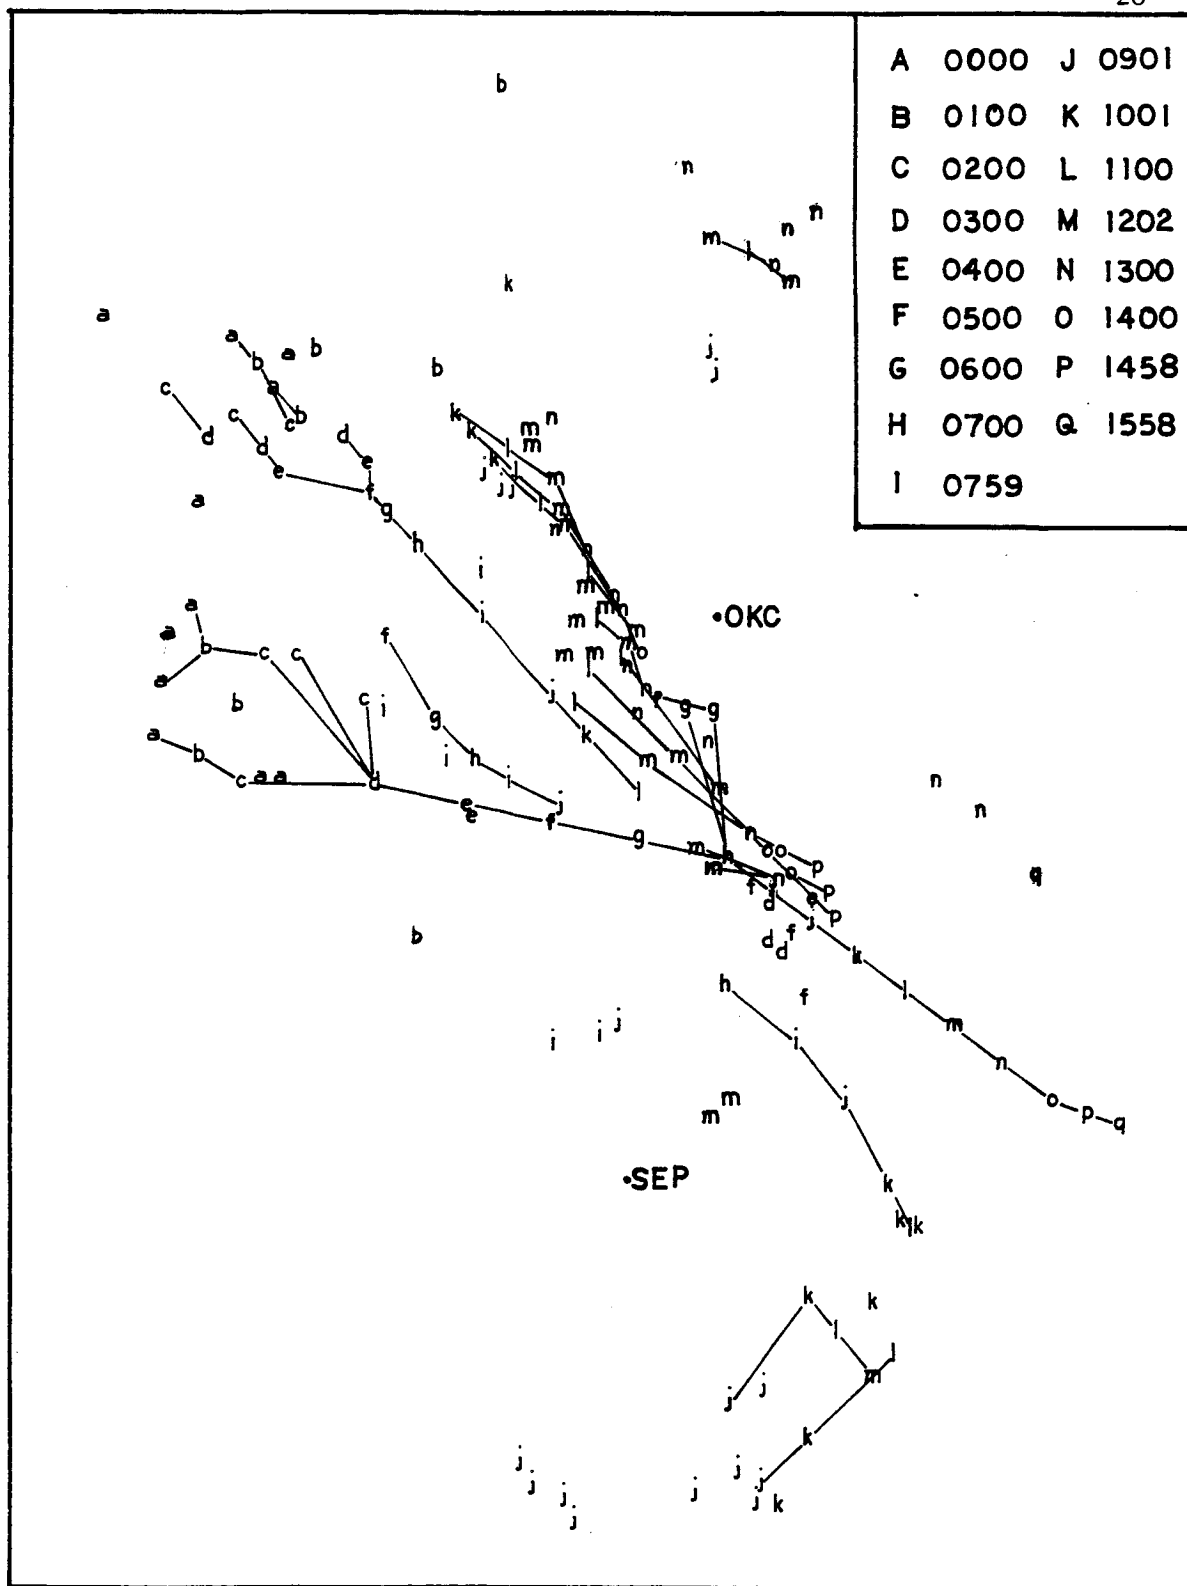 A 0000 J 0901
B 0100 K 1001
C 0200 L 1100
D 0300 M 1202
E 0400 N 1300
F 0500 O 1400
G 0600 P 1458
H 0700 Q 1558
I 0759
b
n
n n
m l n m
k
a
a b a b
j
j
b
c a b c
c d
d e f g h i j k l
d e
k l m
k m n
m
k l m
j j j
a
i
a
a b c
a
c
c
i
b
f g h i j
i
m l m
•OKC
m o
m m
l m n
n g g
n
a b c a a d e f g n
e
m
m
n
n
n
o o p
o p
p
q
f
d
d d f
b
j k l m n o p q
h i j k
f
i i j
m m
•SEP
k l k
k k
l l
m
j j
k
j j j
j j k
j j
j j